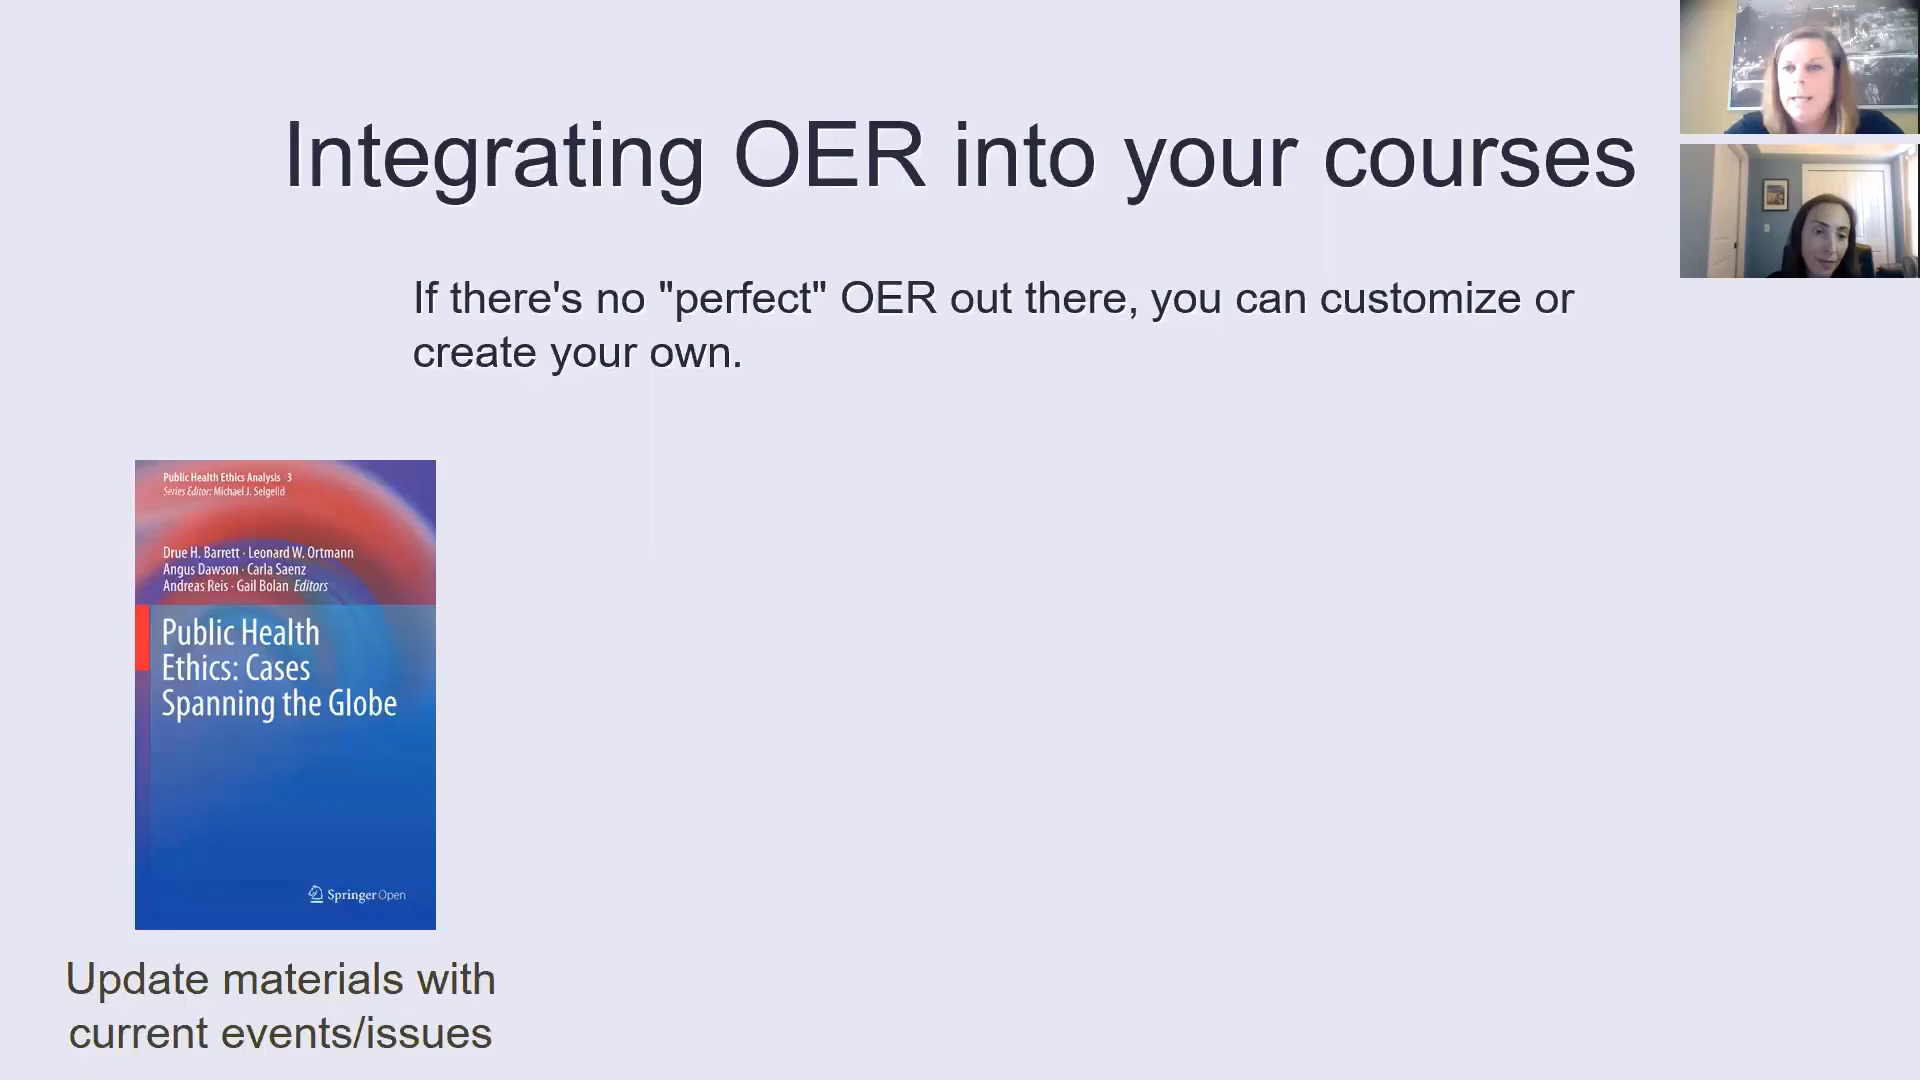 Integrating OER into your courses
If there's no "perfect" OER out there, you can customize or
create your own.
Public Health Ethics Analysis 3
Series Editor: Michael J. Selgelid
Drue H. Barrett · Leonard W. Ortmann
Angus Dawson · Carla Saenz
Andreas Reis · Gail Bolan Editors
Public Health
Ethics: Cases
Spanning the Globe
Springer Open
Update materials with
current events/issues